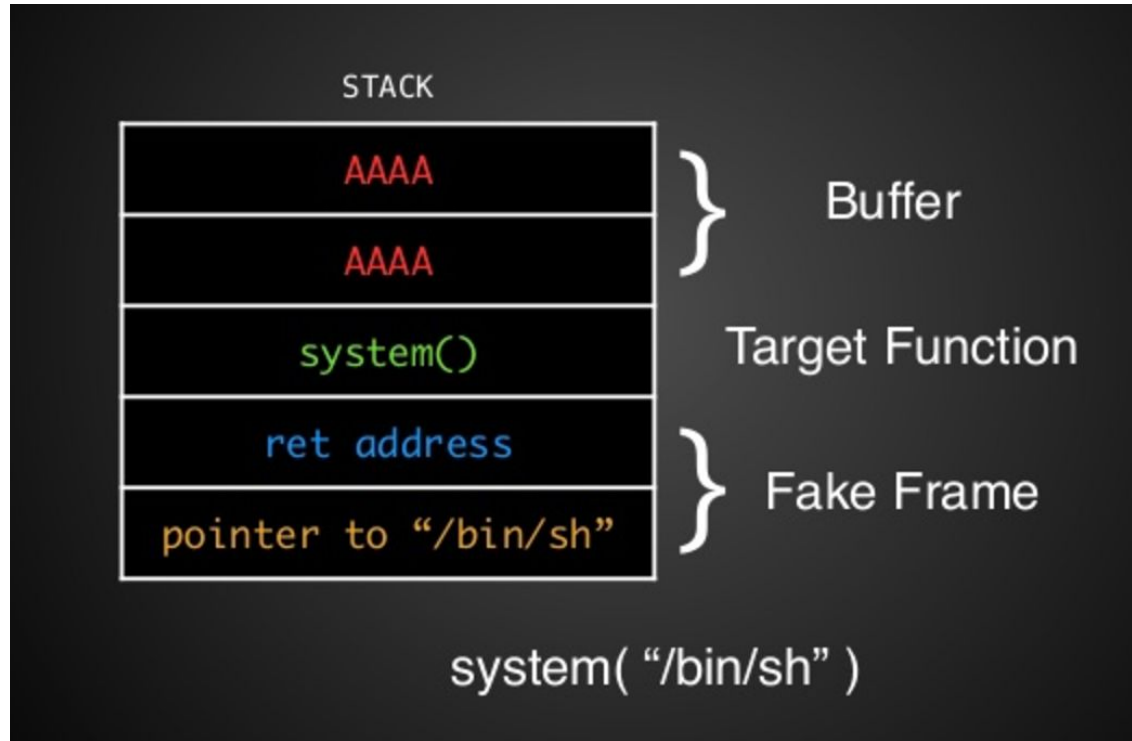 STACK
AAAA
Buffer
AAAA
system()
Target Function
ret address
Fake Frame
pointer to “/bin/sh”
system( “/bin/sh” )